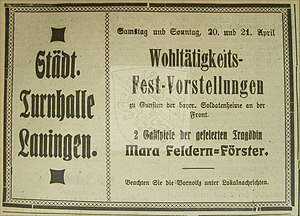 Städt.
Turnhalle
Lauingen.
Samstag und Sonntag, 20. und 21. April
Wohltätigkeits-
Fest-Vorstellungen
zu Gunsten der bayer. Soldatenheime an der
Front.
2 Gastspiele der gefeierten Tragödin
Mara Feldern-Förster.
Beachten Sie die Vornotiz unter Lokalnachrichten.